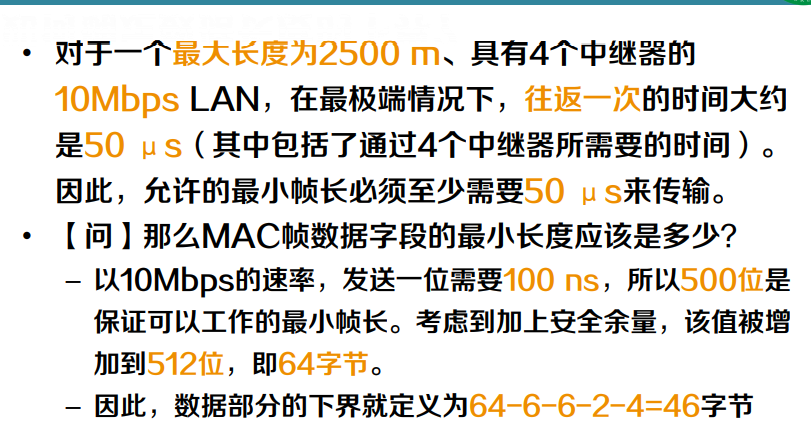 • 对于一个最大长度为2500 m、具有4个中继器的
10Mbps LAN，在最极端情况下，往返一次的时间大约
是50 μs（其中包括了通过4个中继器所需要的时间）。
因此，允许的最小帧长必须至少需要50 μs来传输。
• 【问】那么MAC帧数据字段的最小长度应该是多少？
– 以10Mbps的速率，发送一位需要100 ns，所以500位是
保证可以工作的最小帧长。考虑到加上安全余量，该值被增
加到512位，即64字节。
– 因此，数据部分的下界就定义为64-6-6-2-4=46字节